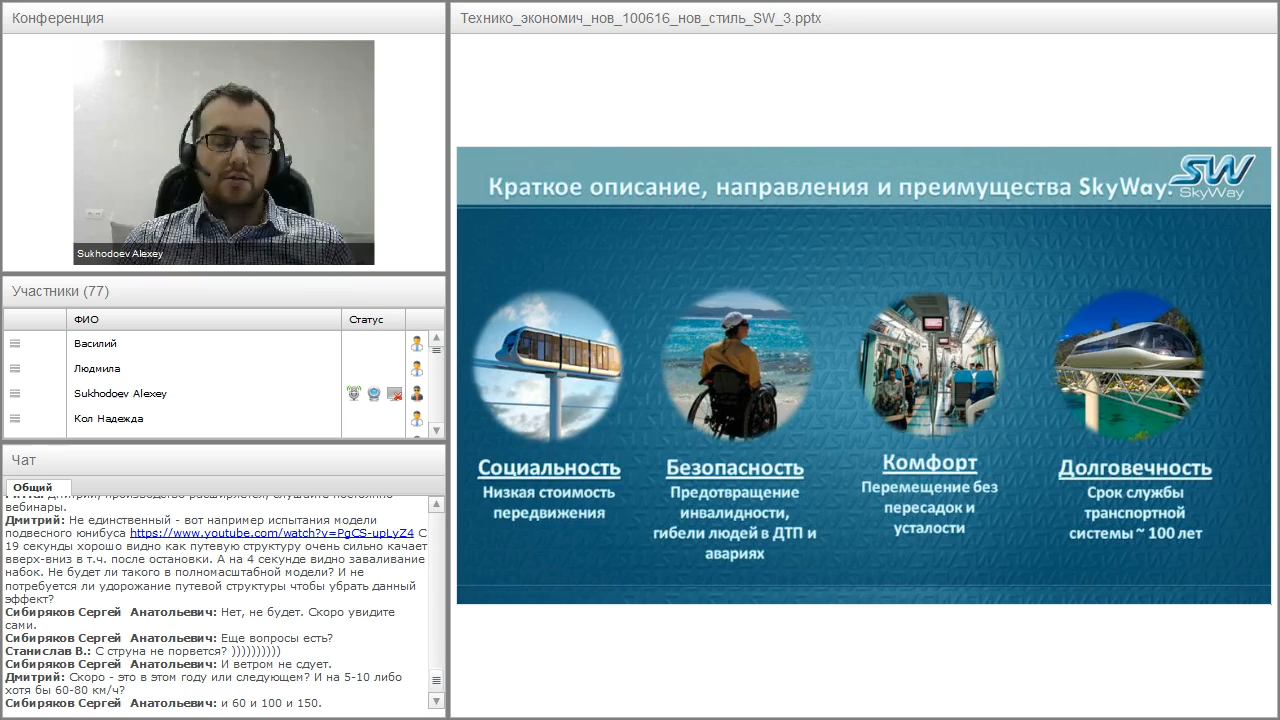 Конференция
Sukhodoev Alexey
Участники (77)
ФИО
Статус
Василий
Людмила
Sukhodoev Alexey
Кол Надежда
Чат
Общий
Дмитрий, производство расширяйся, слушайте постоянно
вебинары.
Дмитрий: Не единственный - вот например испытания модели
подвесного юнибуса https://www.youtube.com/watch?v=PgCS-upLyZ4 С
19 секунды хорошо видно как путевую структуру очень сильно качает
вверх-вниз в т.ч. после остановки. А на 4 секунде видно заваливание
набок. Не будет ли такого в полномасштабной модели? И не
потребуется ли удорожание путевой структуры чтобы убрать данный
эффект?
Сибиряков Сергей Анатольевич: Нет, не будет. Скоро увидите
сами.
Сибиряков Сергей Анатольевич: Еще вопросы есть?
Станислав В.: С струна не порвется? ))))))))))
Сибиряков Сергей Анатольевич: И ветром не сдует.
Дмитрий: Скоро - это в этом году или следующем? И на 5-10 либо
хотя бы 60-80 км/ч?
Сибиряков Сергей Анатольевич: и 60 и 100 и 150.
Технико_экономич_нов_100616_нов_стиль_SW_3.pptx
Краткое описание, направления и преимущества SkyWay.
SW
SkyWay
Социальность
Низкая стоимость
передвижения
Безопасность
Предотвращение
инвалидности,
гибели людей в ДТП и
авариях
Комфорт
Перемещение без
пересадок и
усталости
Долговечность
Срок службы
транспортной
системы ~ 100 лет